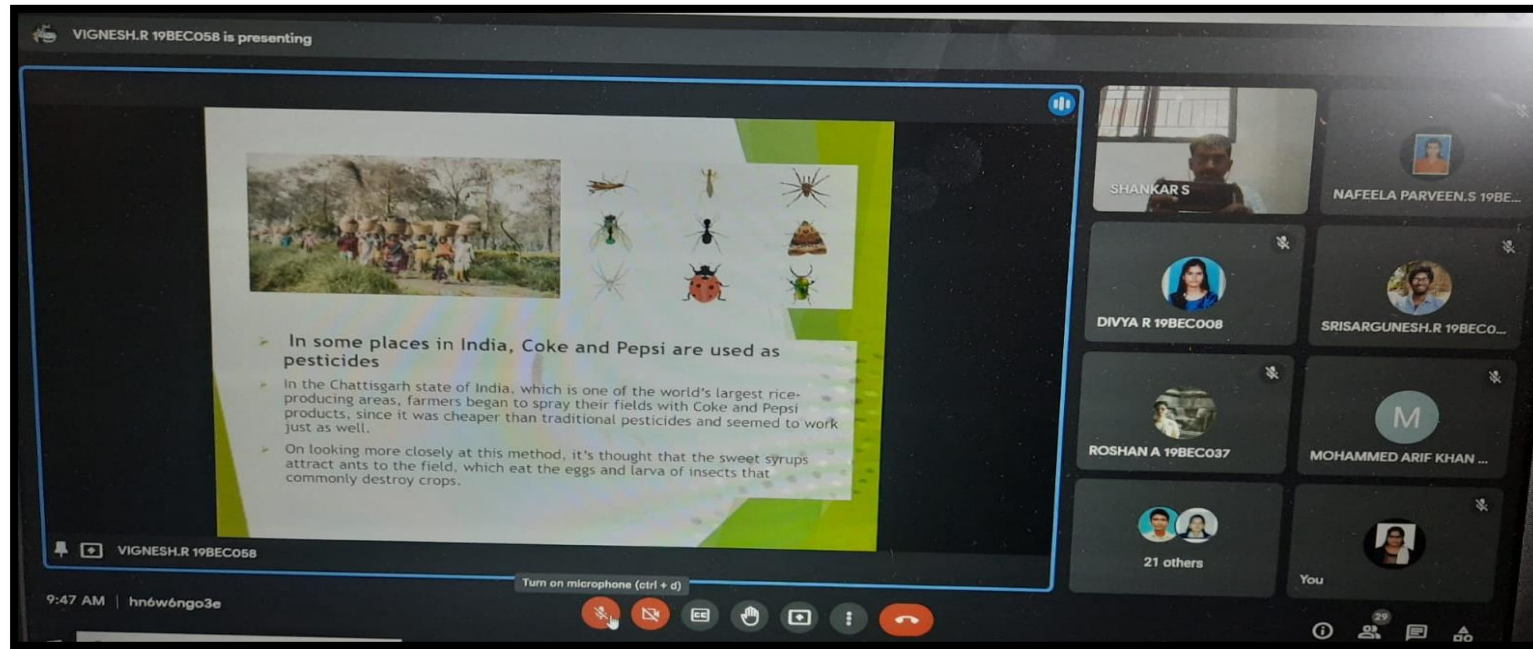 VIGNESH.R 19BEC058 is presenting
In some places in India, Coke and Pepsi are used as
pesticides
In the Chattisgarh state of India, which is one of the world's largest rice-
producing areas, farmers began to spray their fields with Coke and Pepsi
products, since it was cheaper than traditional pesticides and seemed to work
just as well.
On looking more closely at this method, it's thought that the sweet syrups
attract ants to the field, which eat the eggs and larva of insects that
commonly destroy crops.
VIGNESH.R 19BEC058
SHANKAR S
NAFEELA PARVEEN.S 19BE...
DIVYA R 19BEC008
SRISARGUNESH.R 19BEC0...
ROSHAN A 19BEC037
M
MOHAMMED ARIF KHAN ...
21 others
You
Turn on microphone (ctrl + d)
9:47 AM | hn6w6ngo3e
CC
29